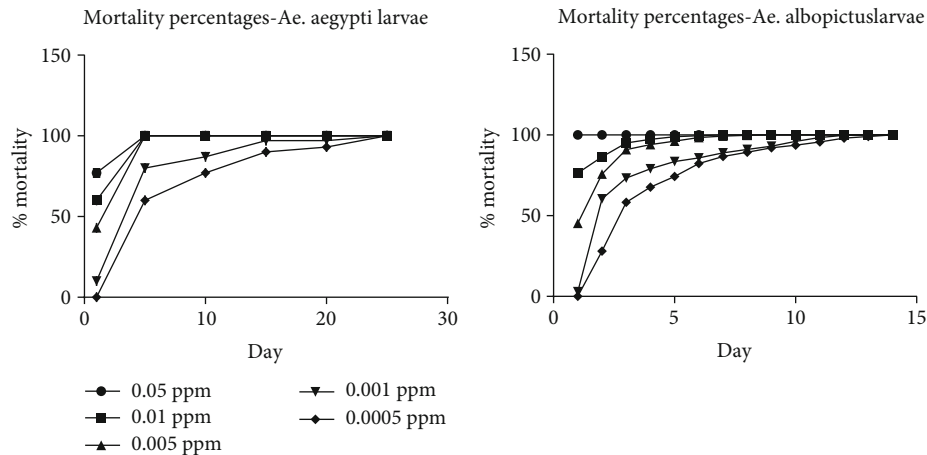 Mortality percentages-Ae. aegypti larvae
150
100
50
0
% mortality
0
10
20
30
Day
Mortality percentages-Ae. albopictuslarvae
150
100
50
0
% mortality
0
5
10
15
Day
0.05 ppm
0.01 ppm
0.005 ppm
0.001 ppm
0.0005 ppm